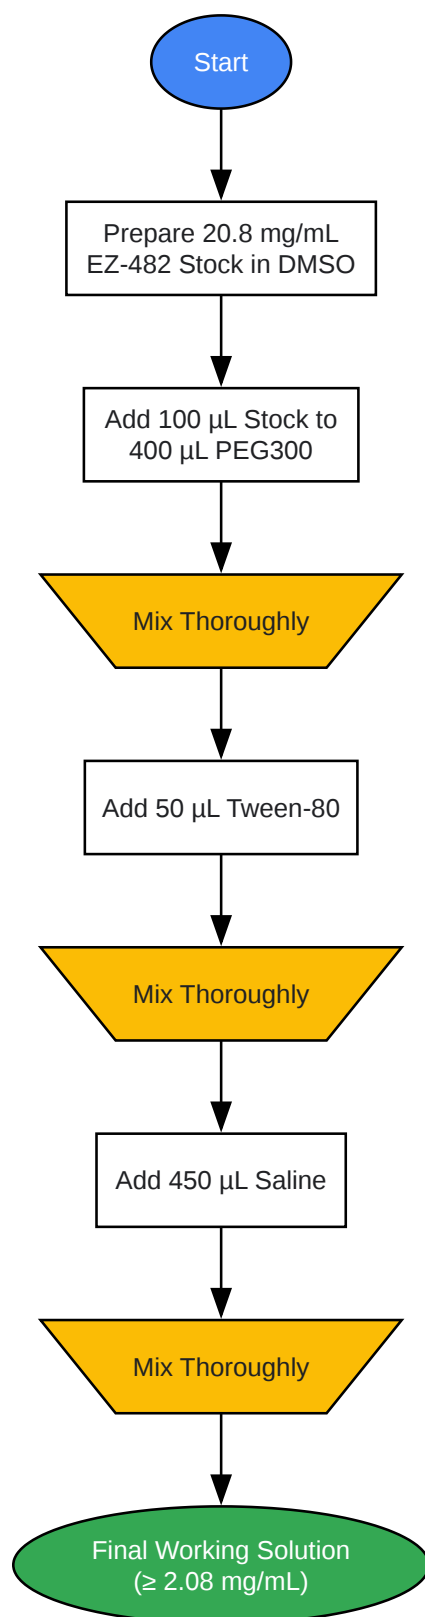 Start
Prepare 20.8 mg/mL
EZ-482 Stock in DMSO
Add 100 µL Stock to
400 µL PEG300
Mix Thoroughly
Add 50 µL Tween-80
Mix Thoroughly
Add 450 µL Saline
Mix Thoroughly
Final Working Solution
(≥ 2.08 mg/mL)